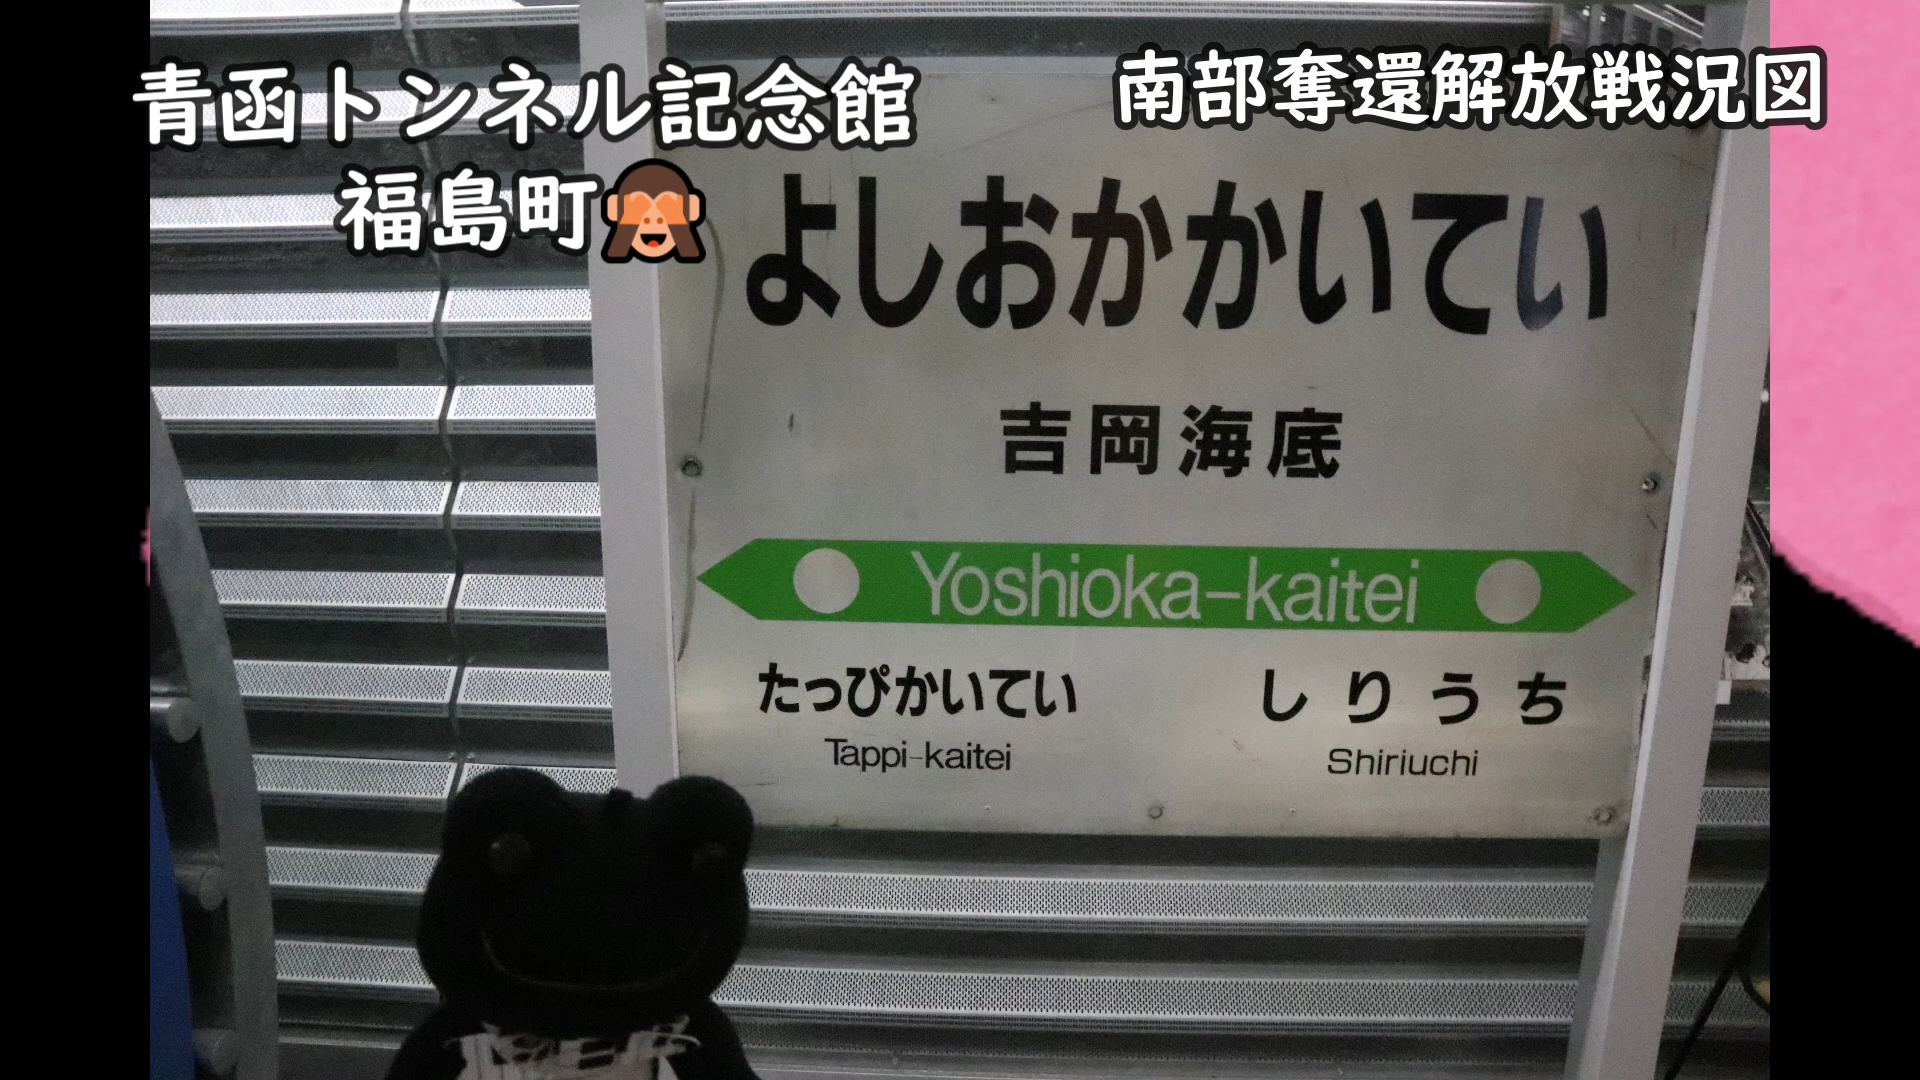 青函トンネル記念館
福島町🙈
南部奪還解放戦況図
よしおかかいてい
吉岡海底
Yoshioka-kaitei
たっぴかいてい
しりうち
Tappi-kaitei
Shiriuchi